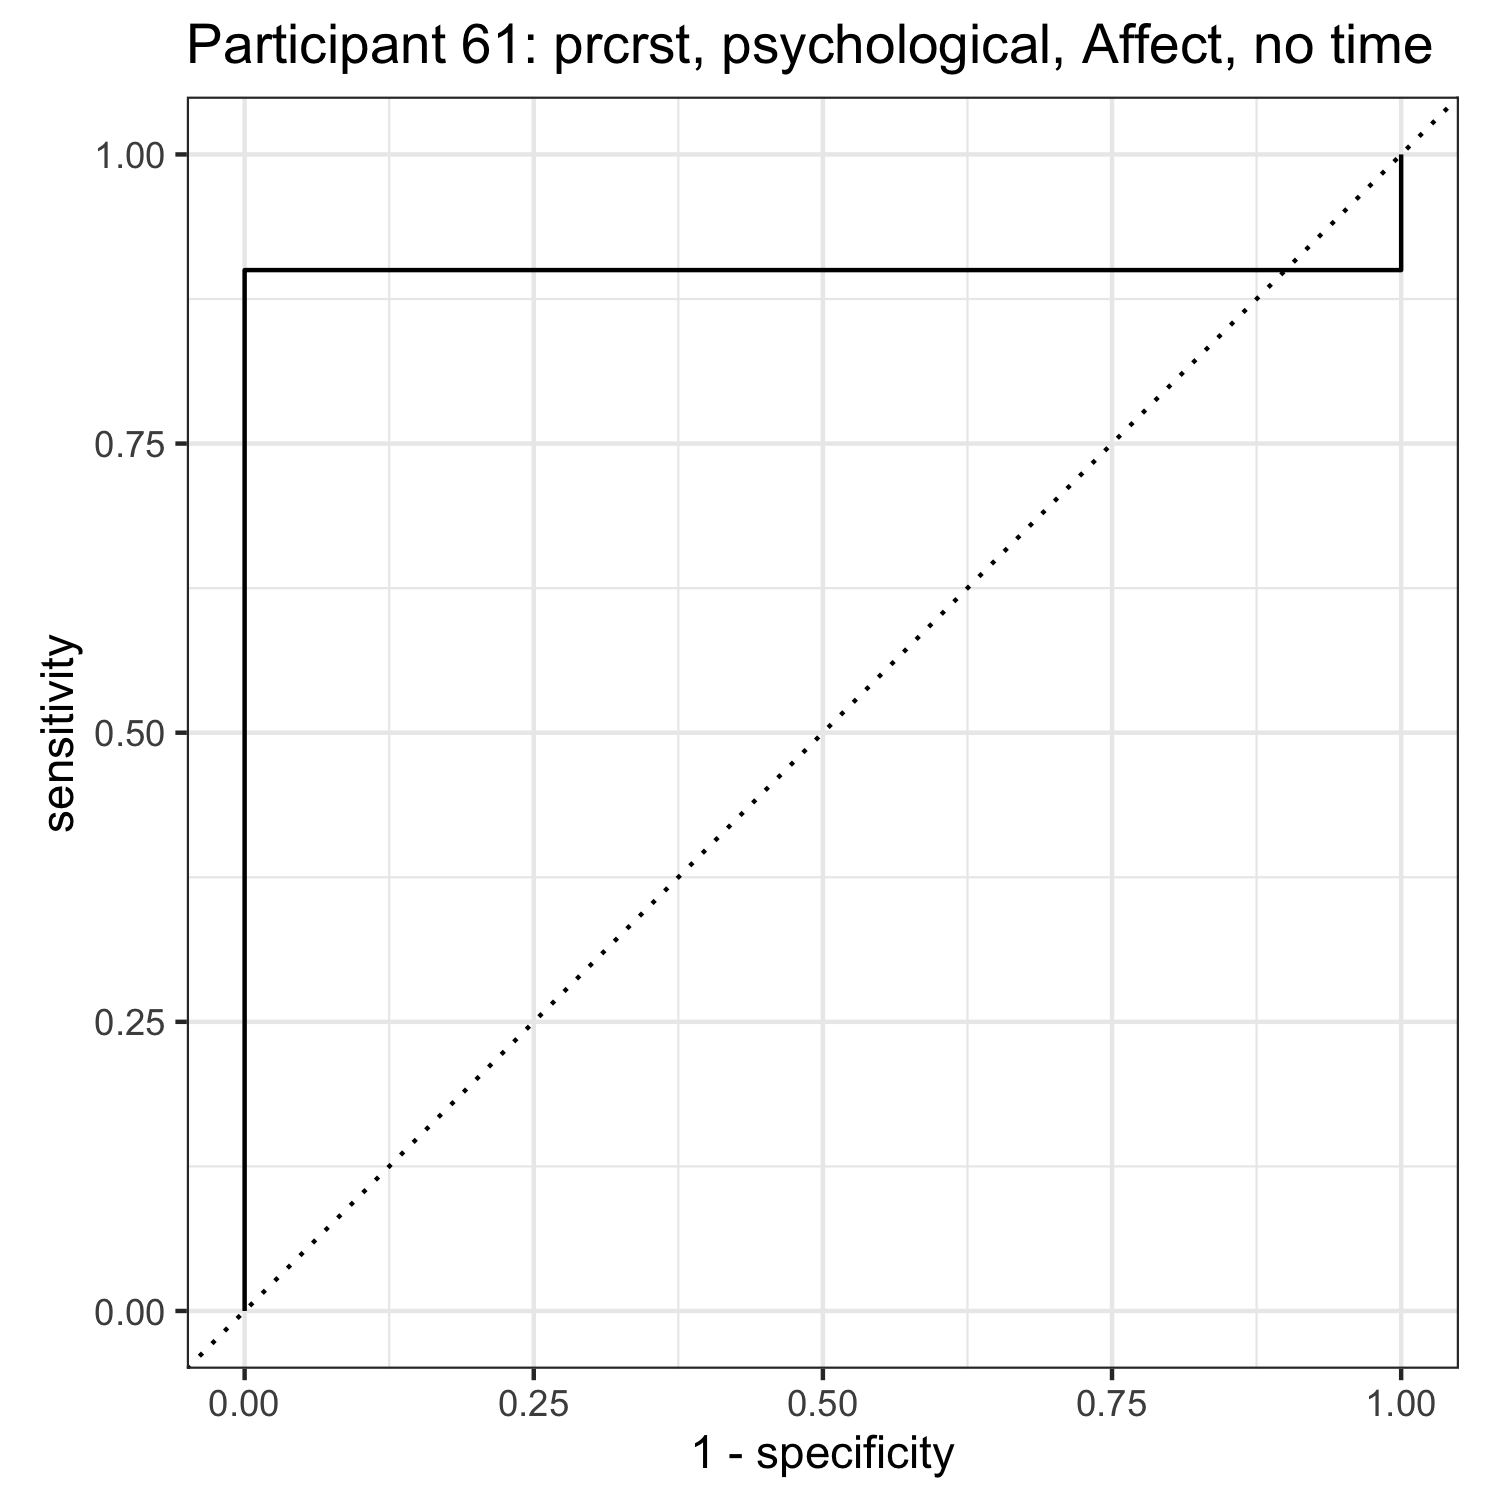 Participant 61: prcrst, psychological, Affect, no time
1.00
0.75
0.50
0.25
0.00
sensitivity
0.00 0.25 0.50 0.75 1.00
1 - specificity